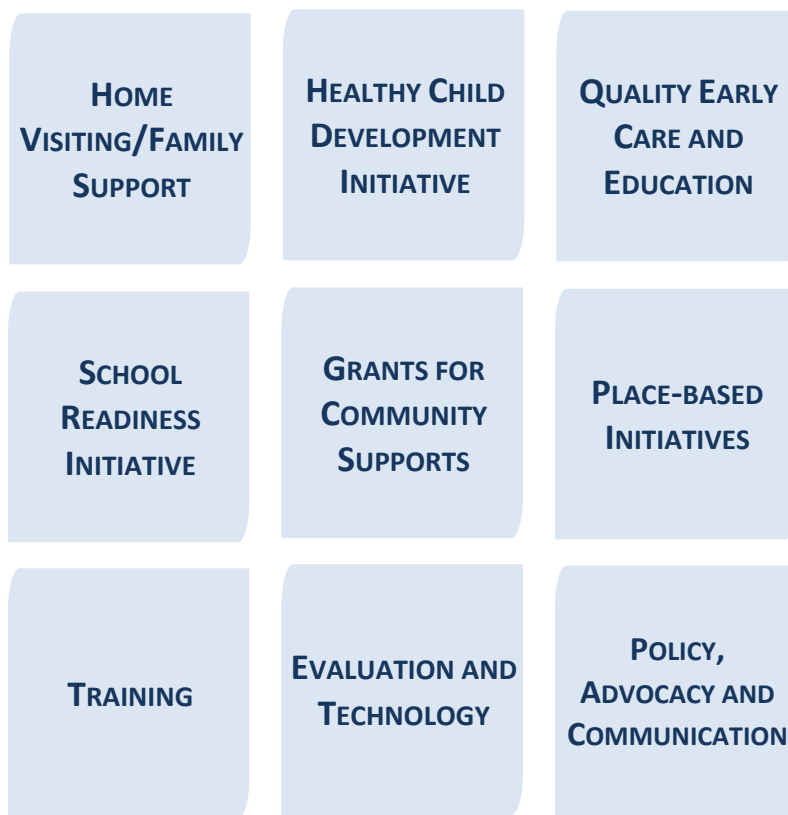 HOME
VISITING/FAMILY
SUPPORT
HEALTHY CHILD
DEVELOPMENT
INITIATIVE
QUALITY EARLY
CARE AND
EDUCATION
SCHOOL
READINESS
INITIATIVE
GRANTS FOR
COMMUNITY
SUPPORTS
PLACE-BASED
INITIATIVES
TRAINING
EVALUATION AND
TECHNOLOGY
POLICY,
ADVOCACY AND
COMMUNICATION